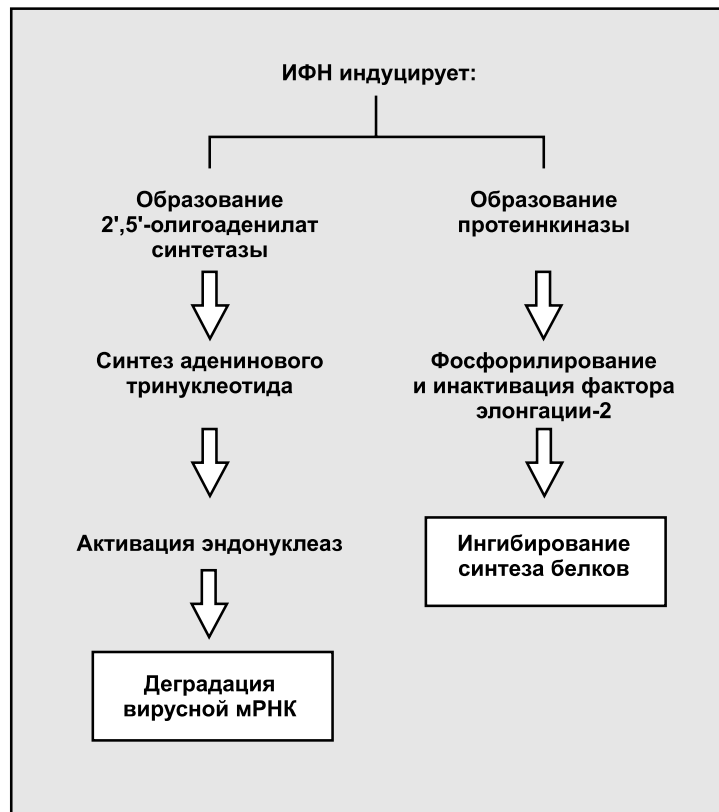 ИФН индуцирует:
Образование
2',5'-олигоаденилат
синтетазы
Синтез аденинового
тринуклеотида
Активация эндонуклеаз
Деградация
вирусной мРНК
Образование
протеинкиназы
Фосфорилирование
и инактивация фактора
элонгации-2
Ингибирование
синтеза белков